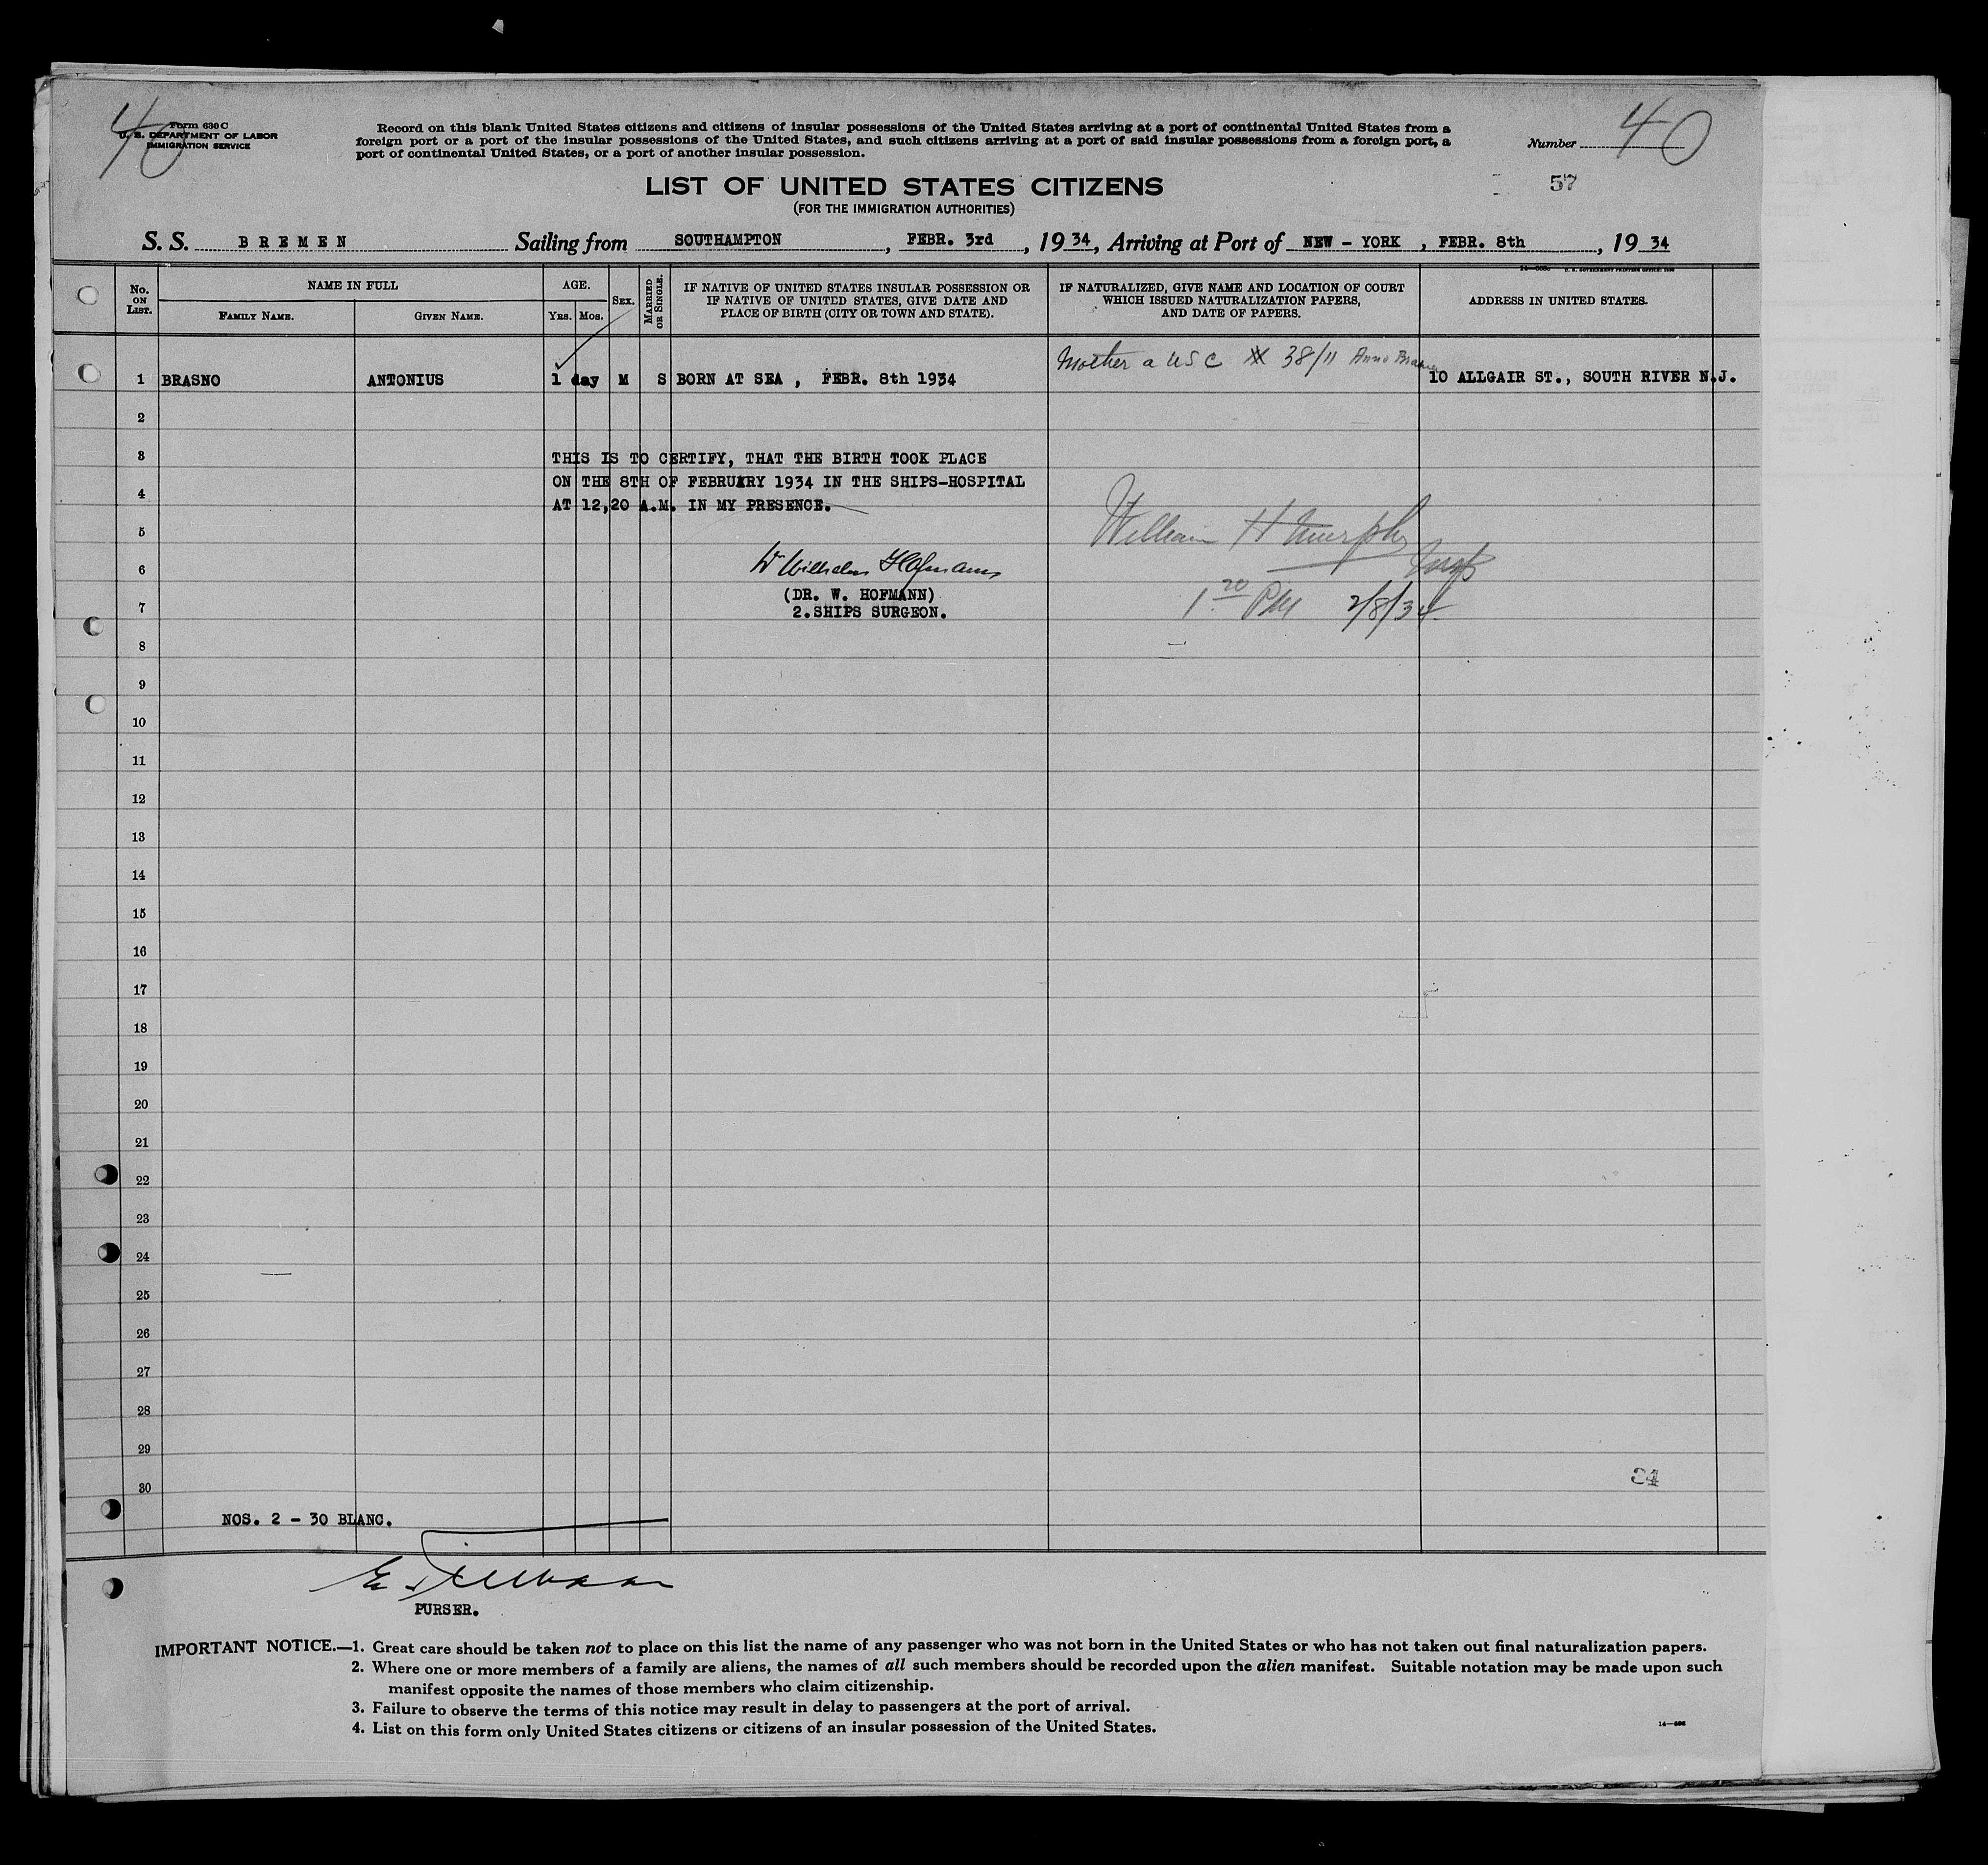 40
Form 630 C
U. S. DEPARTMENT OF LABOR
IMMIGRATION SERVICE
Record on this blank United States citizens and citizens of insular possessions of the United States arriving at a port of continental United States from a
foreign port or a port of the insular possessions of the United States, and such citizens arriving at a port of said insular possessions from a foreign port, a
port of continental United States, or a port of another insular possession.
Number 40
57
LIST OF UNITED STATES CITIZENS
(FOR THE IMMIGRATION AUTHORITIES)
S. S. BREMEN Sailing from SOUTHAMPTON, FEBR. 3rd, 1934, Arriving at Port of NEW - YORK, FEBR. 8th, 1934
No. ON LIST.
NAME IN FULL
FAMILY NAME. GIVEN NAME.
AGE.
YRS. MOS.
SEX.
MARRIED OR SINGLE.
IF NATIVE OF UNITED STATES INSULAR POSSESSION OR
IF NATIVE OF UNITED STATES, GIVE DATE AND
PLACE OF BIRTH (CITY OR TOWN AND STATE).
IF NATURALIZED, GIVE NAME AND LOCATION OF COURT
WHICH ISSUED NATURALIZATION PAPERS,
AND DATE OF PAPERS.
U. S. GOVERNMENT PRINTING OFFICE:
ADDRESS IN UNITED STATES.
Mother a USC 38/11 Anna
1 BRASNO ANTONIUS 1 day M S BORN AT SEA , FEBR. 8th 1934 10 ALLGAIR ST., SOUTH RIVER N.J.
2
3
THIS IS TO CERTIFY, THAT THE BIRTH TOOK PLACE
ON THE 8TH OF FEBRUARY 1934 IN THE SHIPS-HOSPITAL
4
AT 12,20 A.M. IN MY PRESENCE.
5
William H Murphy
Dr Wilhelm Hofmann
6
Insp
(DR. W. HOFMANN)
1 20 PM 2/8/34
7
2.SHIPS SURGEON.
8
9
10
11
12
13
14
15
16
17
18
19
20
21
22
23
24
25
26
27
28
29
30
34
NOS. 2 - 30 BLANC.
PURSER.
IMPORTANT NOTICE.—1. Great care should be taken not to place on this list the name of any passenger who was not born in the United States or who has not taken out final naturalization papers.
2. Where one or more members of a family are aliens, the names of all such members should be recorded upon the alien manifest. Suitable notation may be made upon such
manifest opposite the names of those members who claim citizenship.
3. Failure to observe the terms of this notice may result in delay to passengers at the port of arrival.
4. List on this form only United States citizens or citizens of an insular possession of the United States.